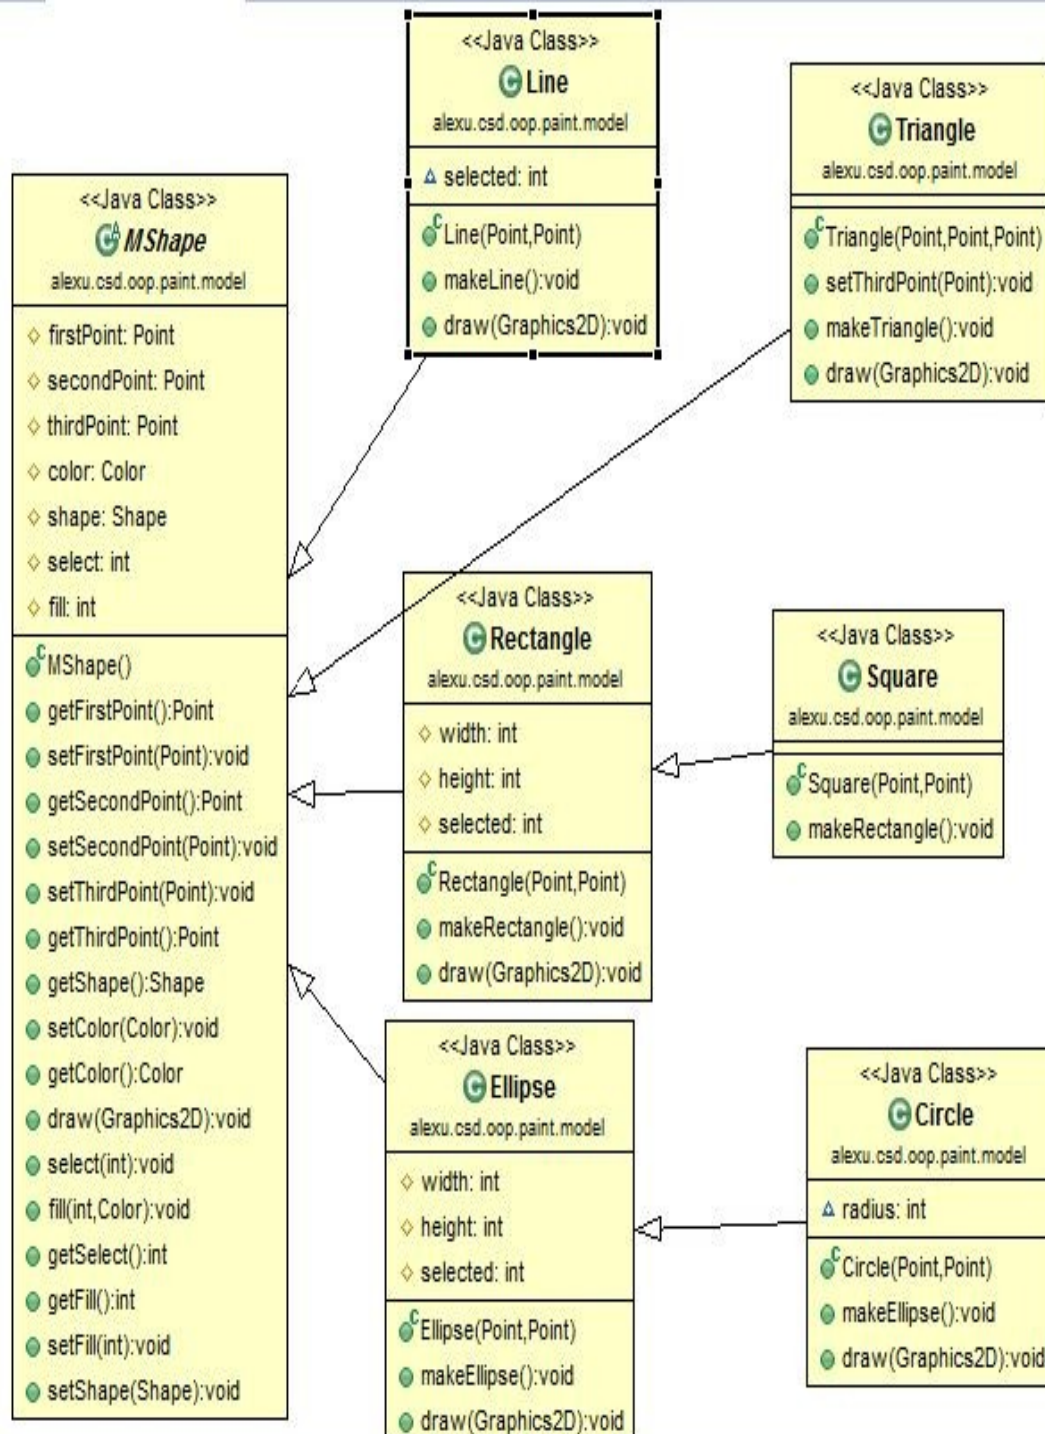 <<Java Class>>
Line
alexu.csd.oop.paint.model
selected: int
Line(Point,Point)
makeLine():void
draw(Graphics2D):void
<<Java Class>>
Triangle
alexu.csd.oop.paint.model
Triangle(Point,Point,Point)
setThirdPoint(Point):void
makeTriangle():void
draw(Graphics2D):void
<<Java Class>>
MShape
alexu.csd.oop.paint.model
firstPoint: Point
secondPoint: Point
thirdPoint: Point
color: Color
shape: Shape
select: int
fill: int
MShape()
getFirstPoint():Point
setFirstPoint(Point):void
getSecondPoint():Point
setSecondPoint(Point):void
setThirdPoint(Point):void
getThirdPoint():Point
getShape():Shape
setColor(Color):void
getColor():Color
draw(Graphics2D):void
select(int):void
fill(int,Color):void
getSelect():int
getFill():int
setFill(int):void
setShape(Shape):void
<<Java Class>>
Rectangle
alexu.csd.oop.paint.model
width: int
height: int
selected: int
Rectangle(Point,Point)
makeRectangle():void
draw(Graphics2D):void
<<Java Class>>
Square
alexu.csd.oop.paint.model
Square(Point,Point)
makeRectangle():void
<<Java Class>>
Ellipse
alexu.csd.oop.paint.model
width: int
height: int
selected: int
Ellipse(Point,Point)
makeEllipse():void
draw(Graphics2D):void
<<Java Class>>
Circle
alexu.csd.oop.paint.model
radius: int
Circle(Point,Point)
makeEllipse():void
draw(Graphics2D):void